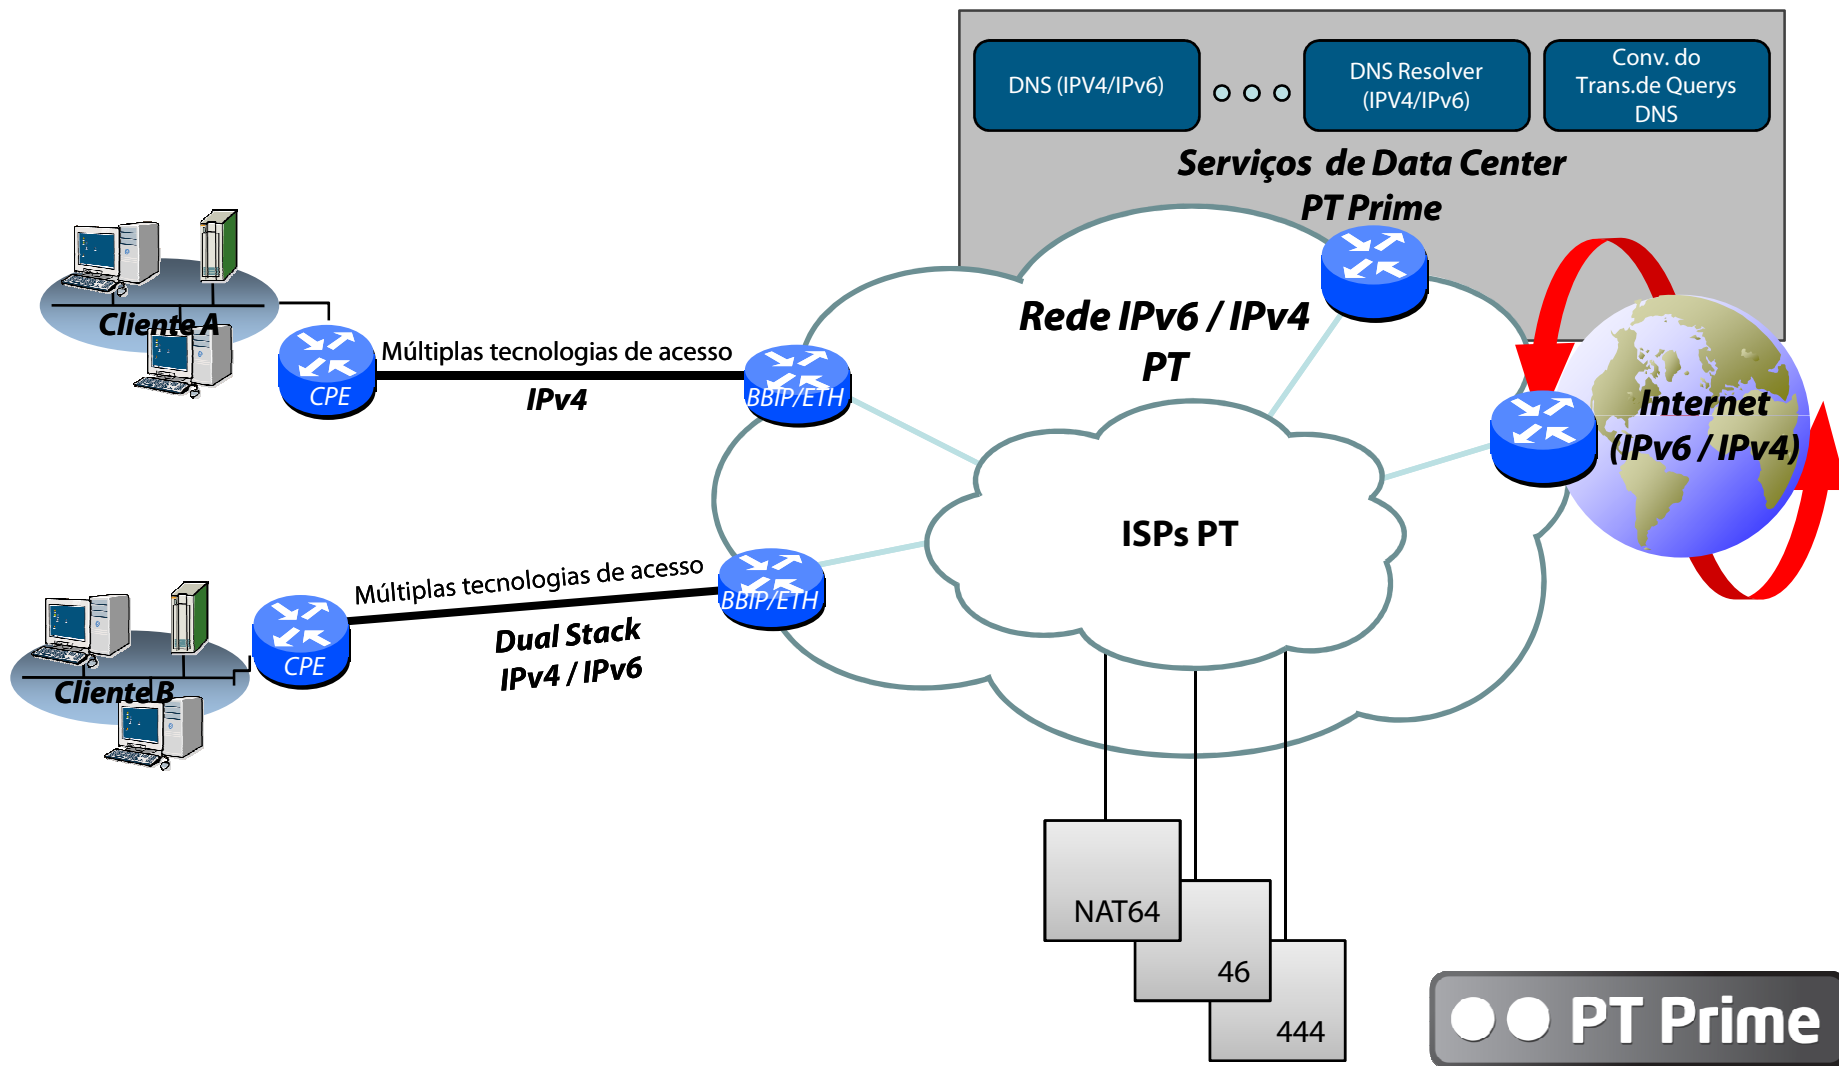 DNS (IPV4/IPv6)
DNS Resolver
(IPV4/IPv6)
Conv. do
Trans.de Querys
DNS
Serviços de Data Center
PT Prime
Rede IPv6 / IPv4
PT
Cliente A
CPE
Múltiplas tecnologias de acesso
IPv4
BBIP/ETH
Internet
(IPv6 / IPv4)
ISPs PT
Cliente B
CPE
Múltiplas tecnologias de acesso
Dual Stack
IPv4 / IPv6
BBIP/ETH
NAT64
46
444
PT Prime